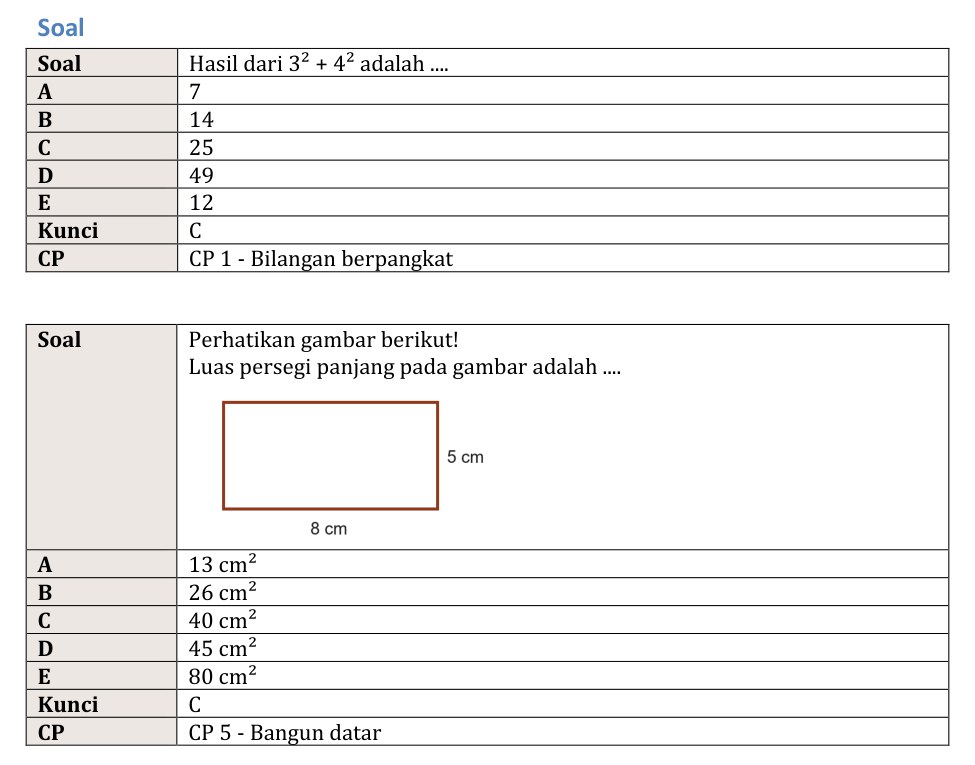 Soal
Soal Hasil dari 3² + 4² adalah ....
A 7
B 14
C 25
D 49
E 12
Kunci C
CP CP 1 - Bilangan berpangkat
Soal Perhatikan gambar berikut!
Luas persegi panjang pada gambar adalah ....
5 cm
8 cm
A 13 cm²
B 26 cm²
C 40 cm²
D 45 cm²
E 80 cm²
Kunci C
CP CP 5 - Bangun datar